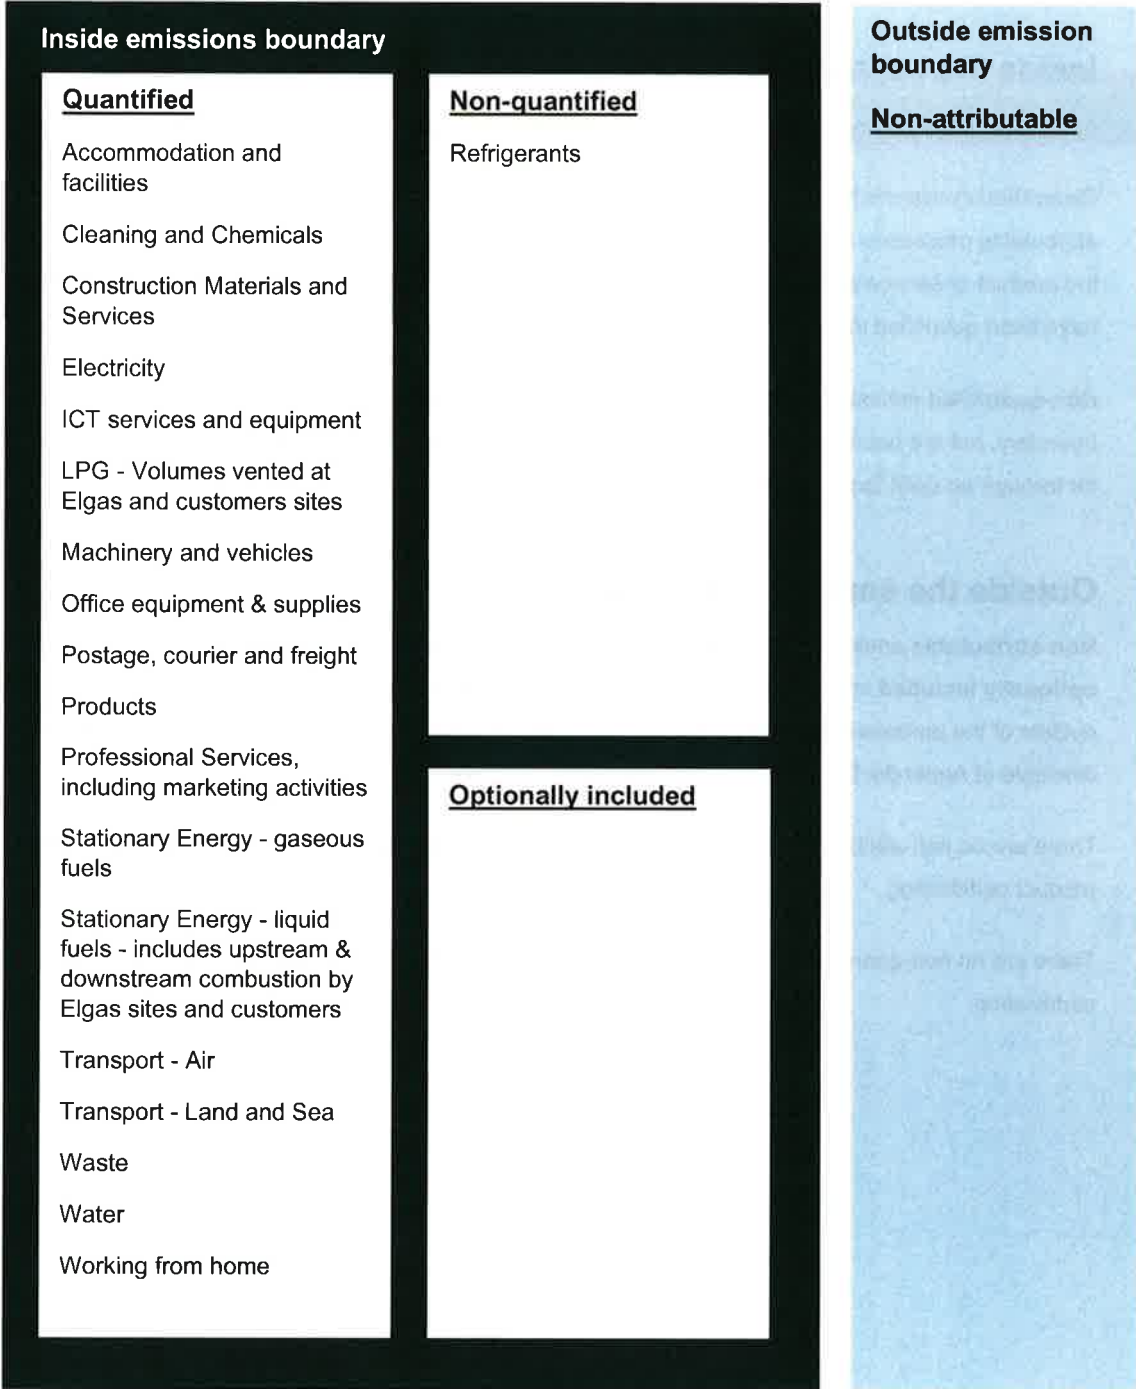 Inside emissions boundary
Quantified
Accommodation and
facilities
Cleaning and Chemicals
Construction Materials and
Services
Electricity
ICT services and equipment
LPG - Volumes vented at
Elgas and customers sites
Machinery and vehicles
Office equipment & supplies
Postage, courier and freight
Products
Professional Services,
including marketing activities
Stationary Energy - gaseous
fuels
Stationary Energy - liquid
fuels - includes upstream &
downstream combustion by
Elgas sites and customers
Transport - Air
Transport - Land and Sea
Waste
Water
Working from home
Non-quantified
Refrigerants
Optionally included
Outside emission
boundary
Non-attributable